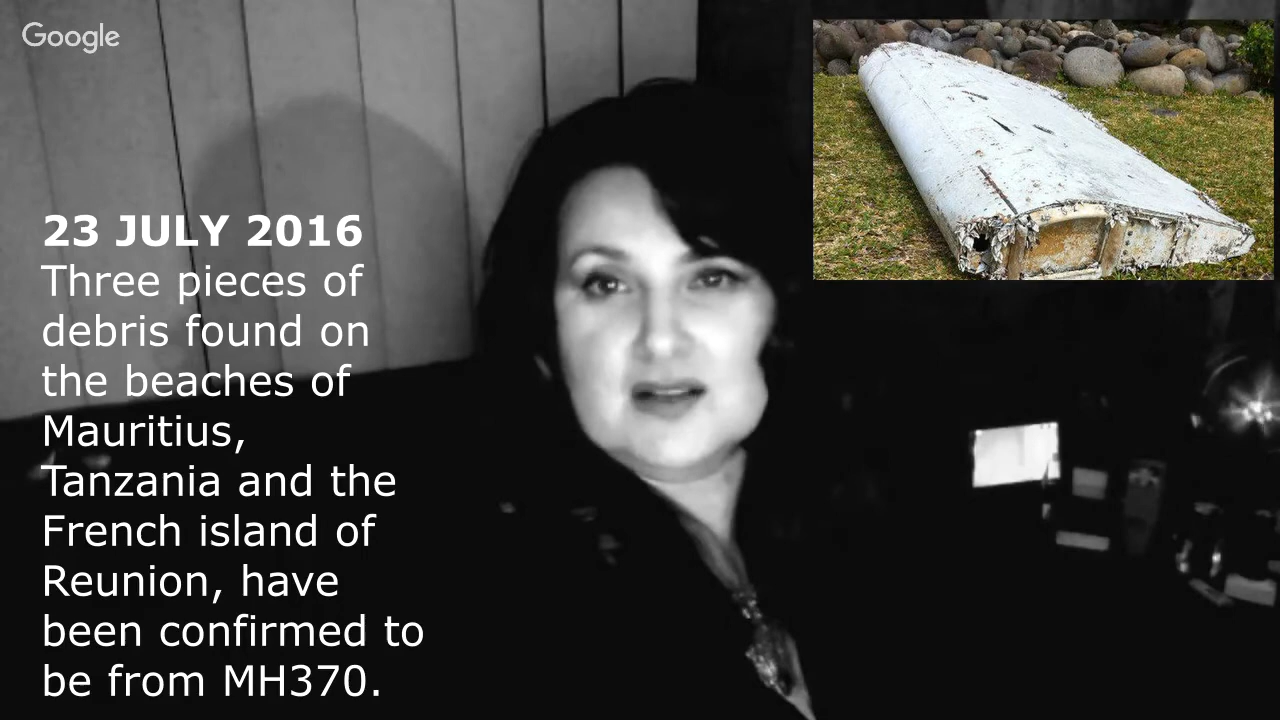 Google
23 JULY 2016
Three pieces of
debris found on
the beaches of
Mauritius,
Tanzania and the
French island of
Reunion, have
been confirmed to
be from MH370.